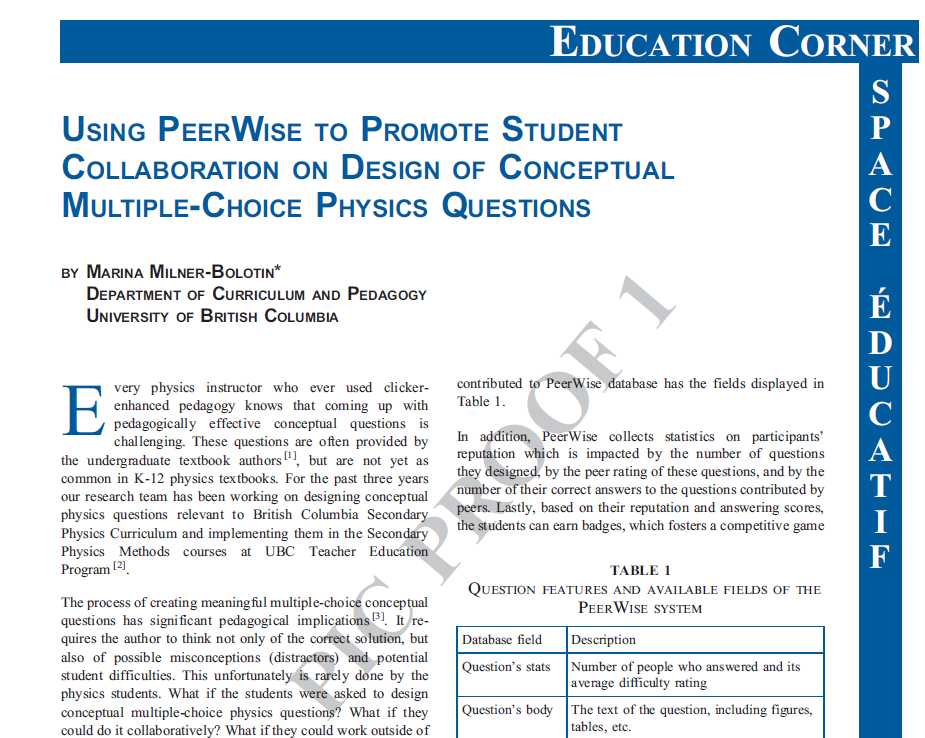 EDUCATION CORNER
SPACE ÉDUCATIF
USING PEERWISE TO PROMOTE STUDENT
COLLABORATION ON DESIGN OF CONCEPTUAL
MULTIPLE-CHOICE PHYSICS QUESTIONS
BY MARINA MILNER-BOLOTIN*
DEPARTMENT OF CURRICULUM AND PEDAGOGY
UNIVERSITY OF BRITISH COLUMBIA
Every physics instructor who ever used clicker-
enhanced pedagogy knows that coming up with
pedagogically effective conceptual questions is
challenging. These questions are often provided by
the undergraduate textbook authors [1], but are not yet as
common in K-12 physics textbooks. For the past three years
our research team has been working on designing conceptual
physics questions relevant to British Columbia Secondary
Physics Curriculum and implementing them in the Secondary
Physics Methods courses at UBC Teacher Education
Program [2].
The process of creating meaningful multiple-choice conceptual
questions has significant pedagogical implications [3]. It re-
quires the author to think not only of the correct solution, but
also of possible misconceptions (distractors) and potential
student difficulties. This unfortunately is rarely done by the
physics students. What if the students were asked to design
conceptual multiple-choice physics questions? What if they
could do it collaboratively? What if they could work outside of
contributed to PeerWise database has the fields displayed in
Table 1.
In addition, PeerWise collects statistics on participants'
reputation which is impacted by the number of questions
they designed, by the peer rating of these questions, and by the
number of their correct answers to the questions contributed by
peers. Lastly, based on their reputation and answering scores,
the students can earn badges, which fosters a competitive game
TABLE 1
QUESTION FEATURES AND AVAILABLE FIELDS OF THE
PEERWISE SYSTEM
Database field Description
Question's stats Number of people who answered and its
average difficulty rating
Question's body The text of the question, including figures,
tables, etc.
PIC PROOF 1